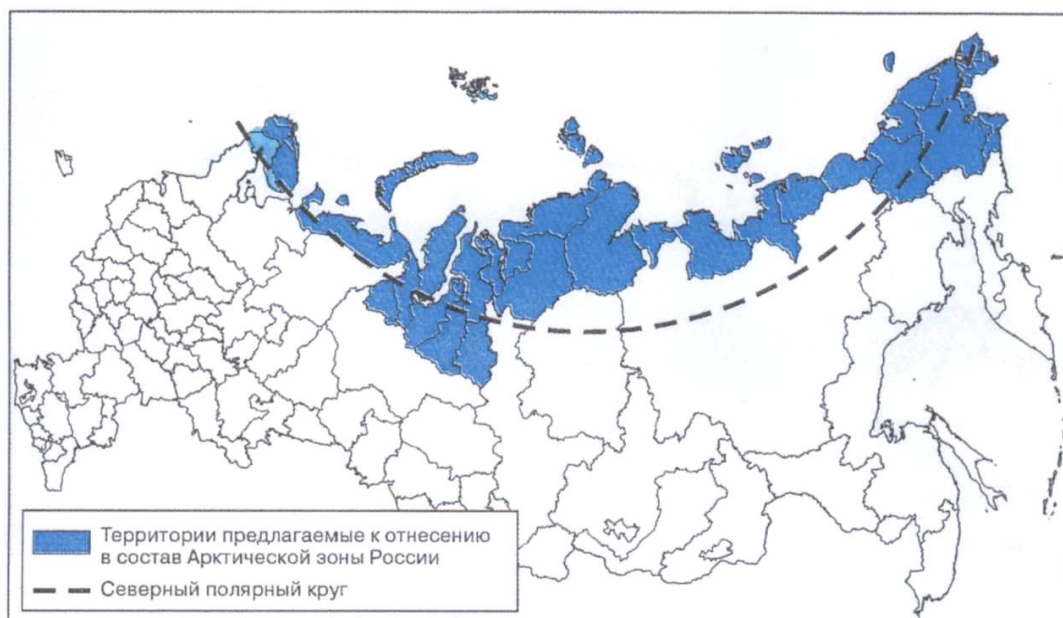 Территории предлагаемые к отнесению
в состав Арктической зоны России
Северный полярный круг